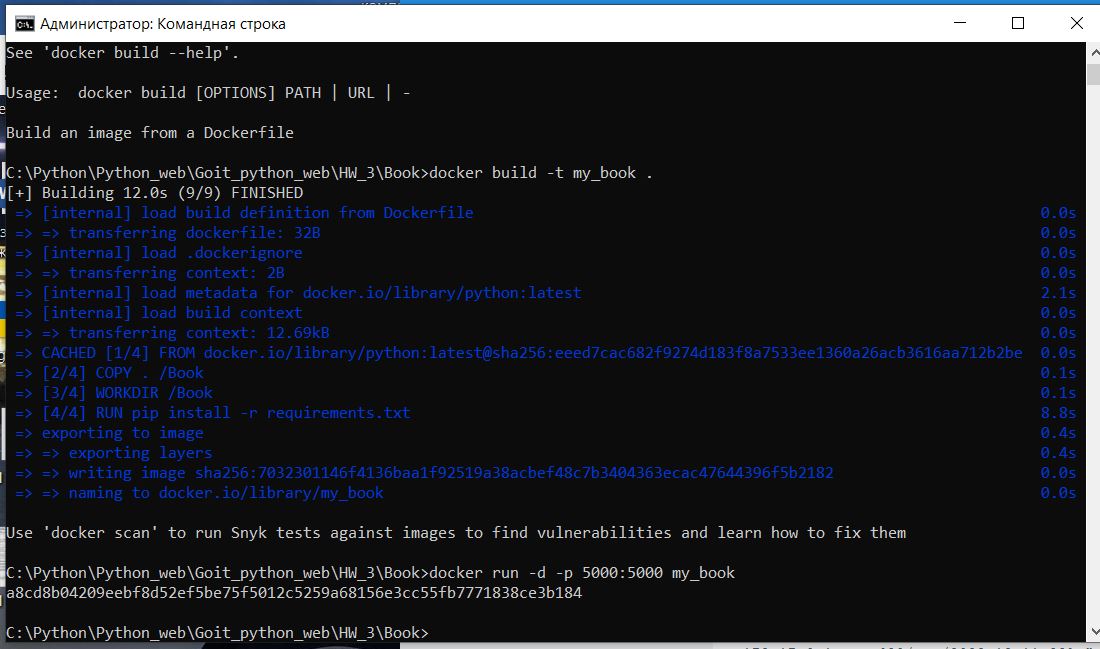 Администратор: Командная строка
See 'docker build --help'.
Usage:  docker build [OPTIONS] PATH | URL | -
Build an image from a Dockerfile
C:\Python\Python_web\Goit_python_web\HW_3\Book>docker build -t my_book .
[+] Building 12.0s (9/9) FINISHED
=> [internal] load build definition from Dockerfile 0.0s
=> => transferring dockerfile: 32B 0.0s
=> [internal] load .dockerignore 0.0s
=> => transferring context: 2B 0.0s
=> [internal] load metadata for docker.io/library/python:latest 2.1s
=> [internal] load build context 0.0s
=> => transferring context: 12.69kB 0.0s
=> CACHED [1/4] FROM docker.io/library/python:latest@sha256:eeed7cac682f9274d183f8a7533ee1360a26acb3616aa712b2be 0.0s
=> [2/4] COPY . /Book 0.1s
=> [3/4] WORKDIR /Book 0.1s
=> [4/4] RUN pip install -r requirements.txt 8.8s
=> exporting to image 0.4s
=> => exporting layers 0.4s
=> => writing image sha256:7032301146f4136baa1f92519a38acbef48c7b3404363ecac47644396f5b2182 0.0s
=> => naming to docker.io/library/my_book 0.0s
Use 'docker scan' to run Snyk tests against images to find vulnerabilities and learn how to fix them
C:\Python\Python_web\Goit_python_web\HW_3\Book>docker run -d -p 5000:5000 my_book
a8cd8b04209eebf8d52ef5be75f5012c5259a68156e3cc55fb7771838ce3b184
C:\Python\Python_web\Goit_python_web\HW_3\Book>